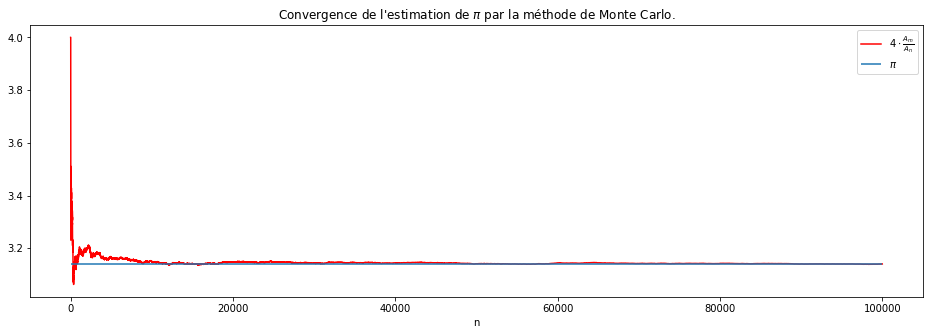 Convergence de l'estimation de π par la méthode de Monte Carlo.
4.0
3.8
3.6
3.4
3.2
4 · Aₘ/Aₙ
π
0
20000
40000
60000
80000
100000
n